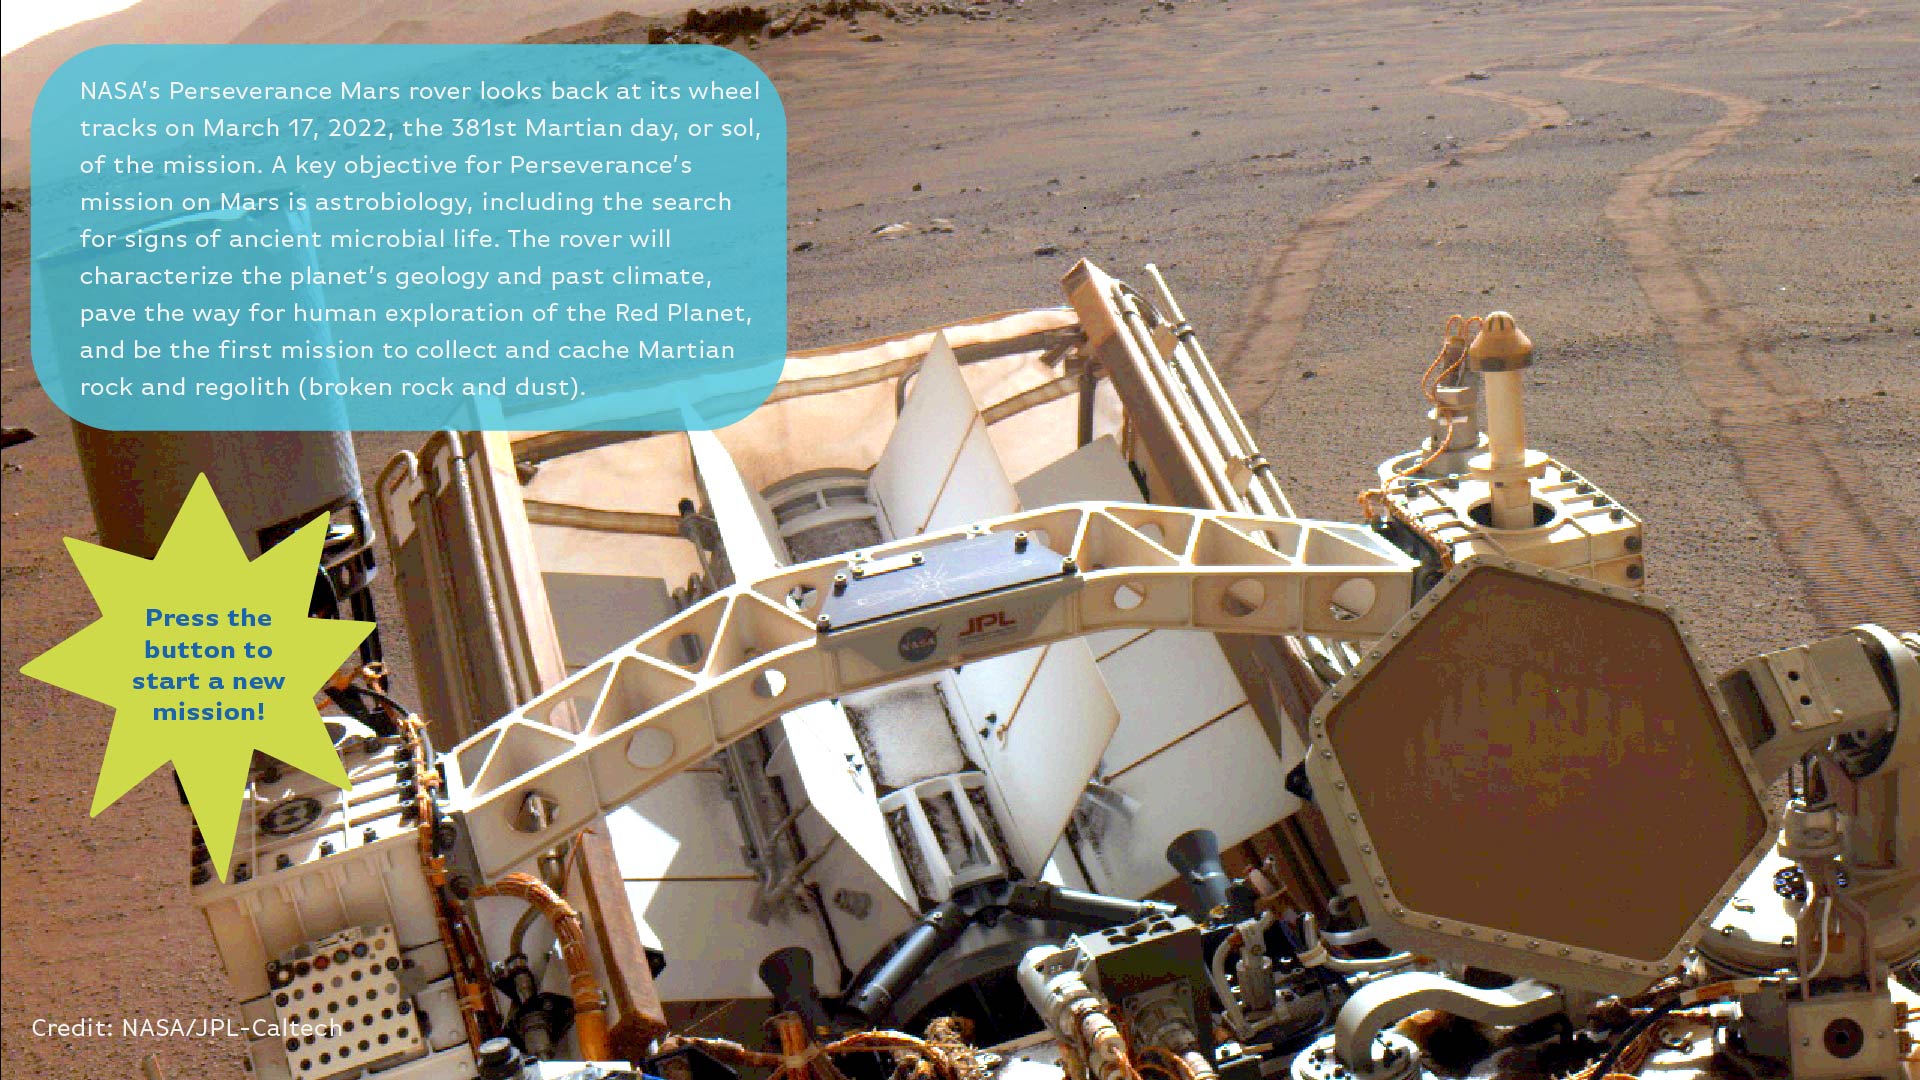 NASA's Perseverance Mars rover looks back at its wheel
tracks on March 17, 2022, the 381st Martian day, or sol,
of the mission. A key objective for Perseverance's
mission on Mars is astrobiology, including the search
for signs of ancient microbial life. The rover will
characterize the planet's geology and past climate,
pave the way for human exploration of the Red Planet,
and be the first mission to collect and cache Martian
rock and regolith (broken rock and dust).
Press the
button to
start a new
mission!
NASA
JPL
Credit: NASA/JPL-Caltech